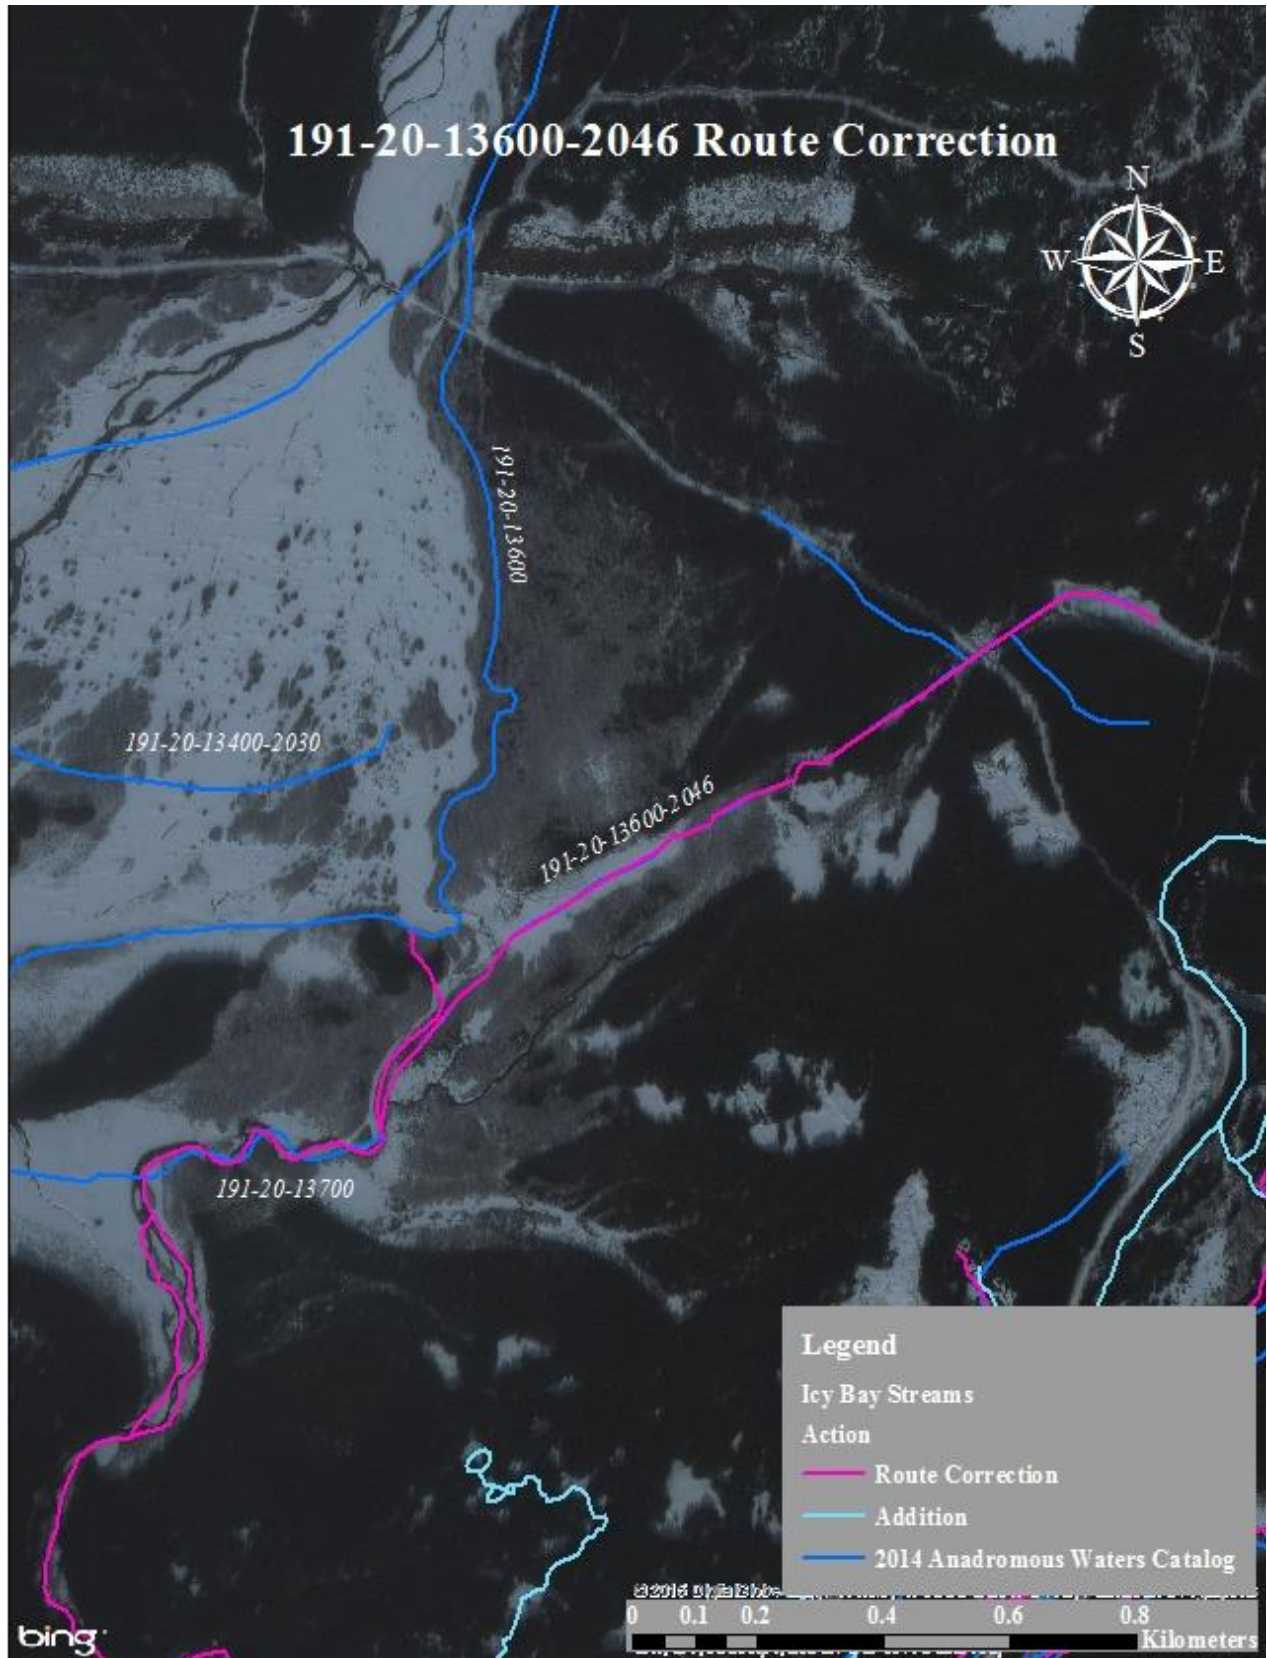 191-20-13600-2046 Route Correction
N
W E
S
191-20-13600
191-20-13400-2030
191-20-13600-2046
191-20-13700
Legend
Icy Bay Streams
Action
Route Correction
Addition
2014 Anadromous Waters Catalog
0 0.1 0.2 0.4 0.6 0.8
Kilometers
bing